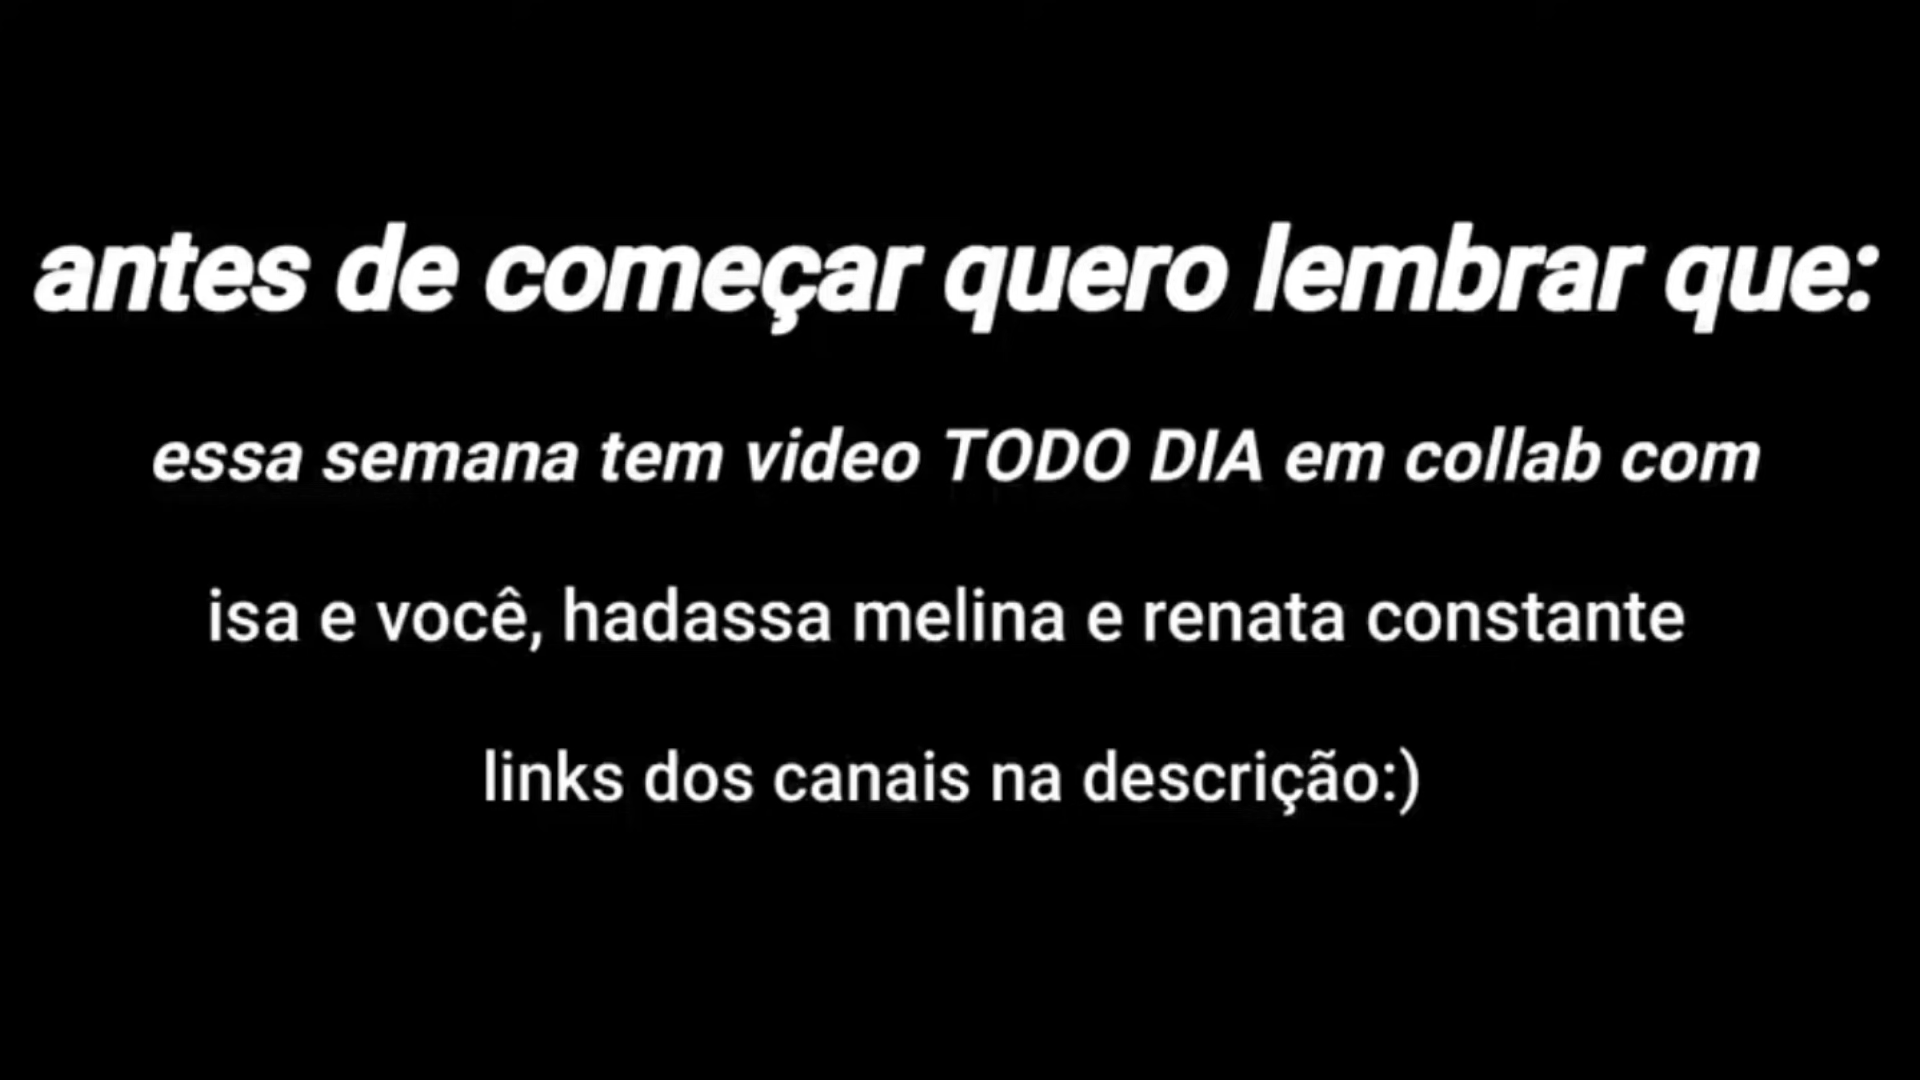 antes de começar quero lembrar que:
essa semana tem video TODO DIA em collab com
isa e você, hadassa melina e renata constante
links dos canais na descrição:)